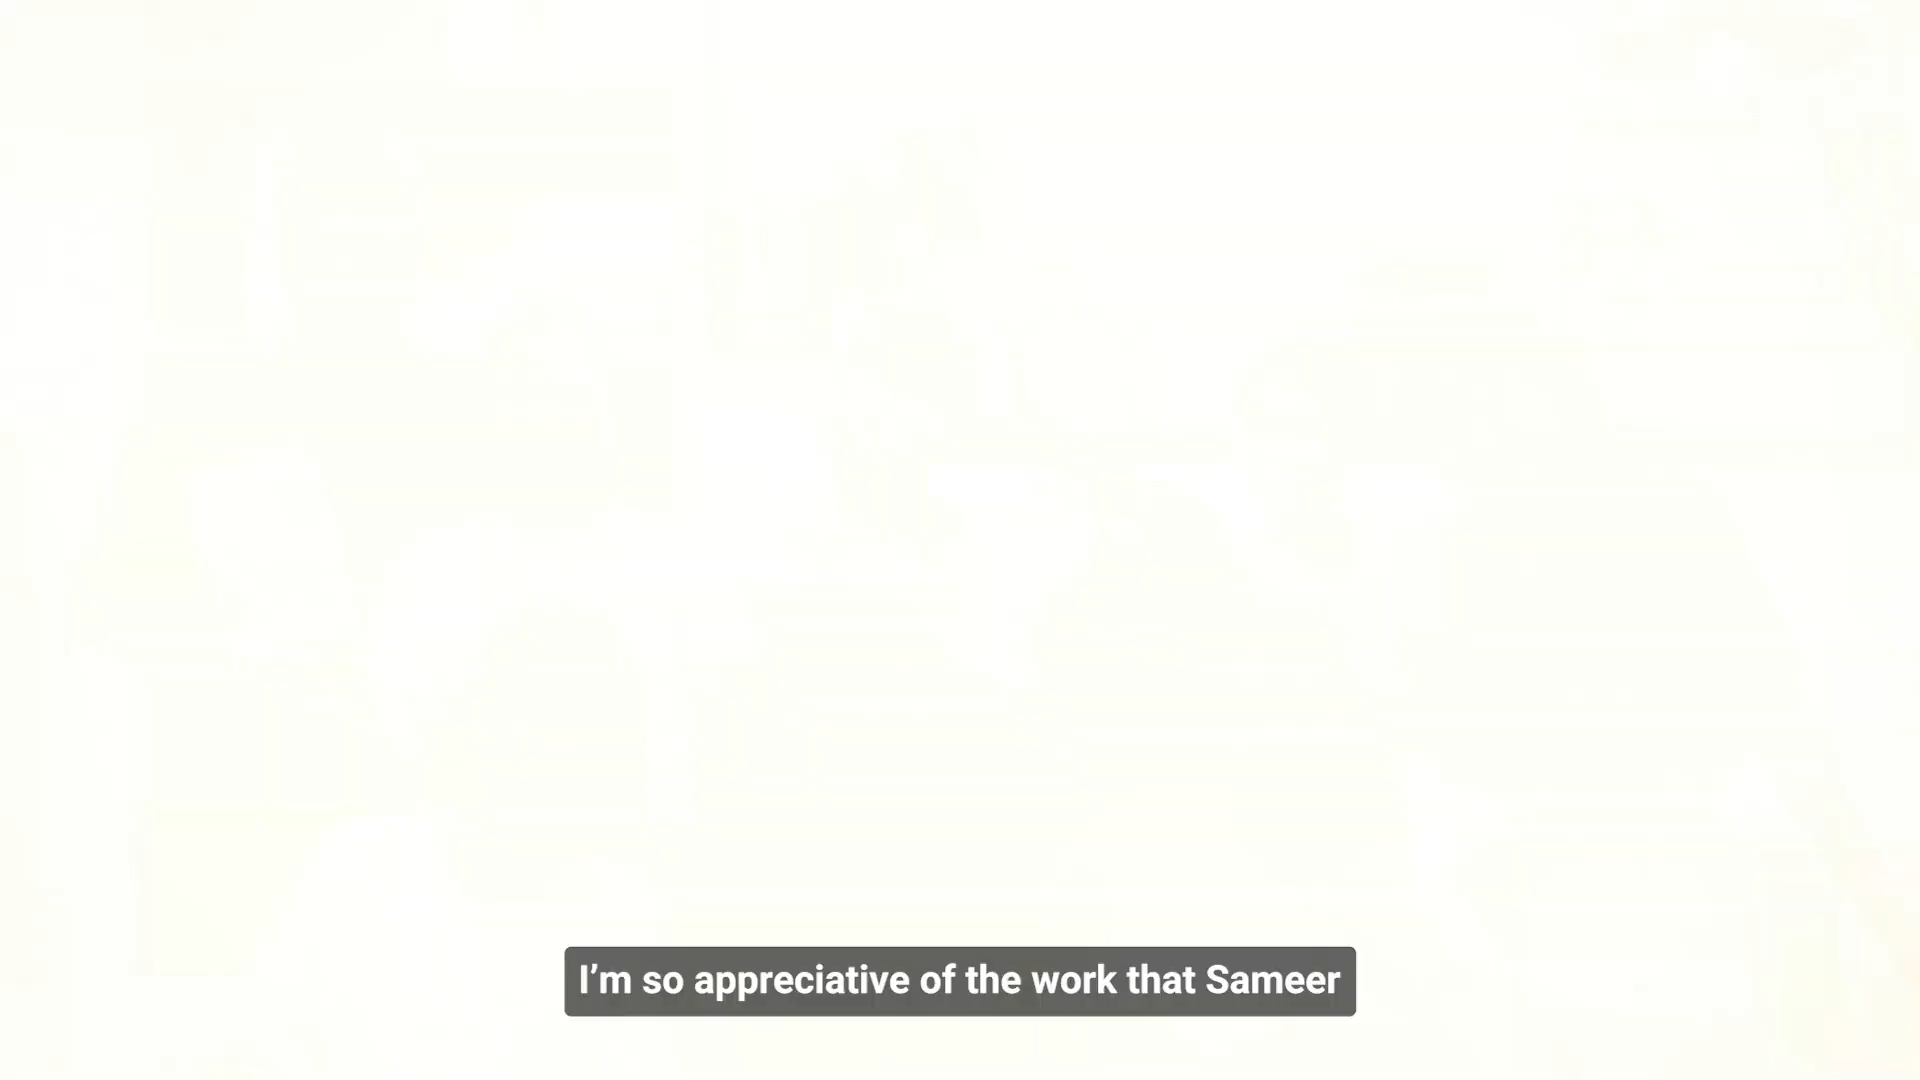 I’m so appreciative of the work that Sameer